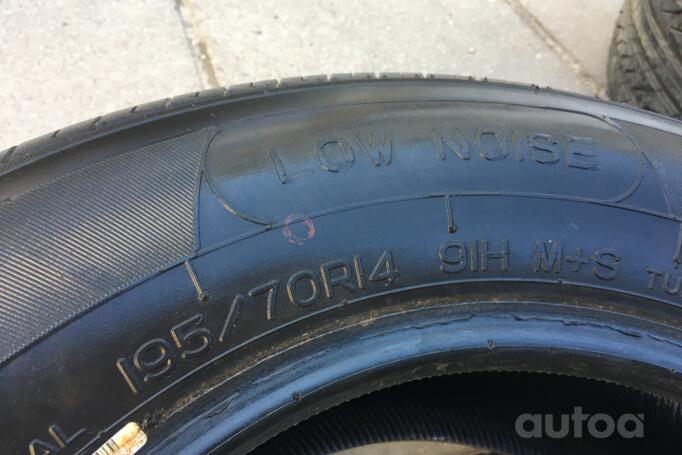 LOW NOISE
195/70R14 91H M+S
autoa